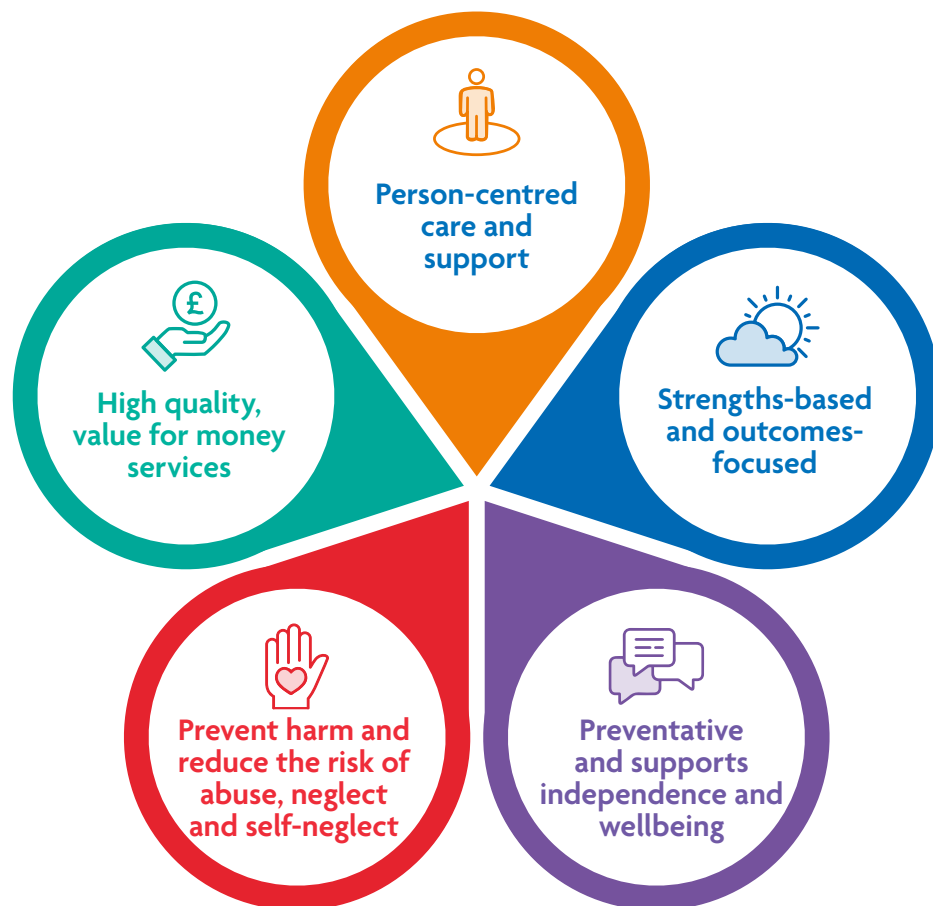 Person-centred
care and
support
Strengths-based
and outcomes-
focused
Preventative
and supports
independence and
wellbeing
Prevent harm and
reduce the risk of
abuse, neglect
and self-neglect
£
High quality,
value for money
services